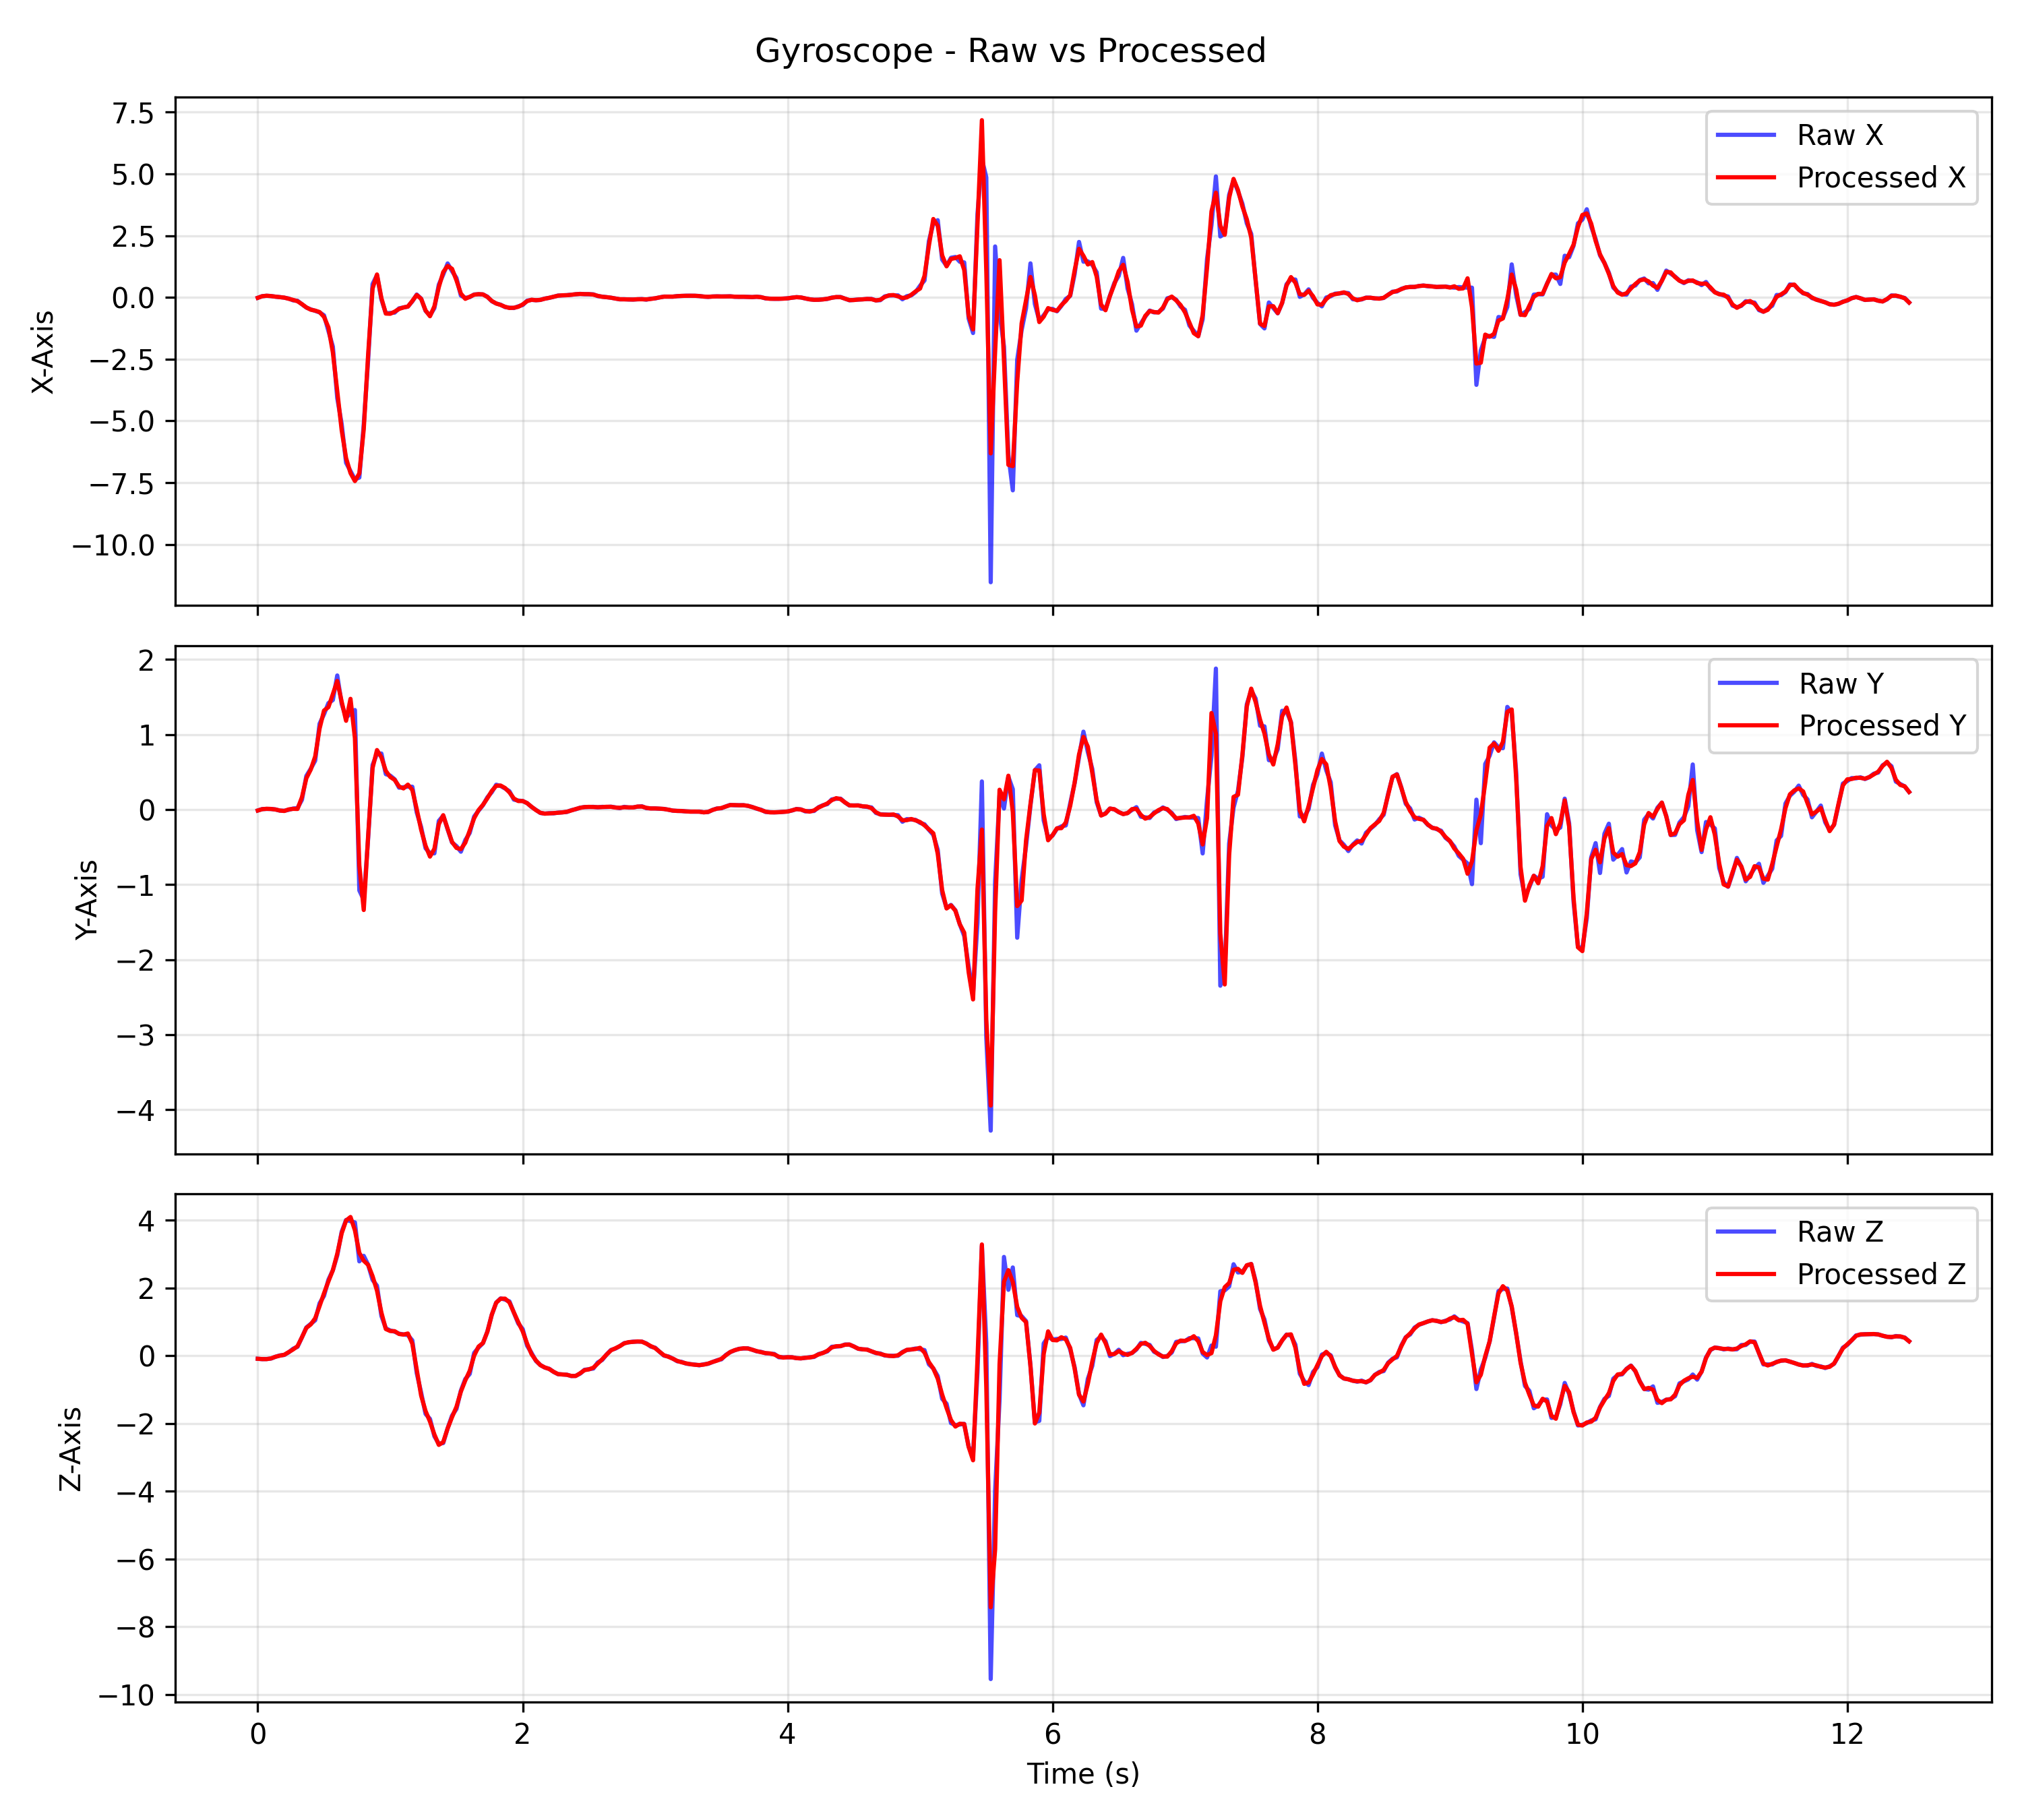 Gyroscope - Raw vs Processed
7.5
5.0
2.5
0.0
−2.5
−5.0
−7.5
−10.0
X-Axis
Raw X
Processed X
2
1
0
−1
−2
−3
−4
Y-Axis
Raw Y
Processed Y
4
2
0
−2
−4
−6
−8
−10
Z-Axis
Raw Z
Processed Z
0 2 4 6 8 10 12
Time (s)